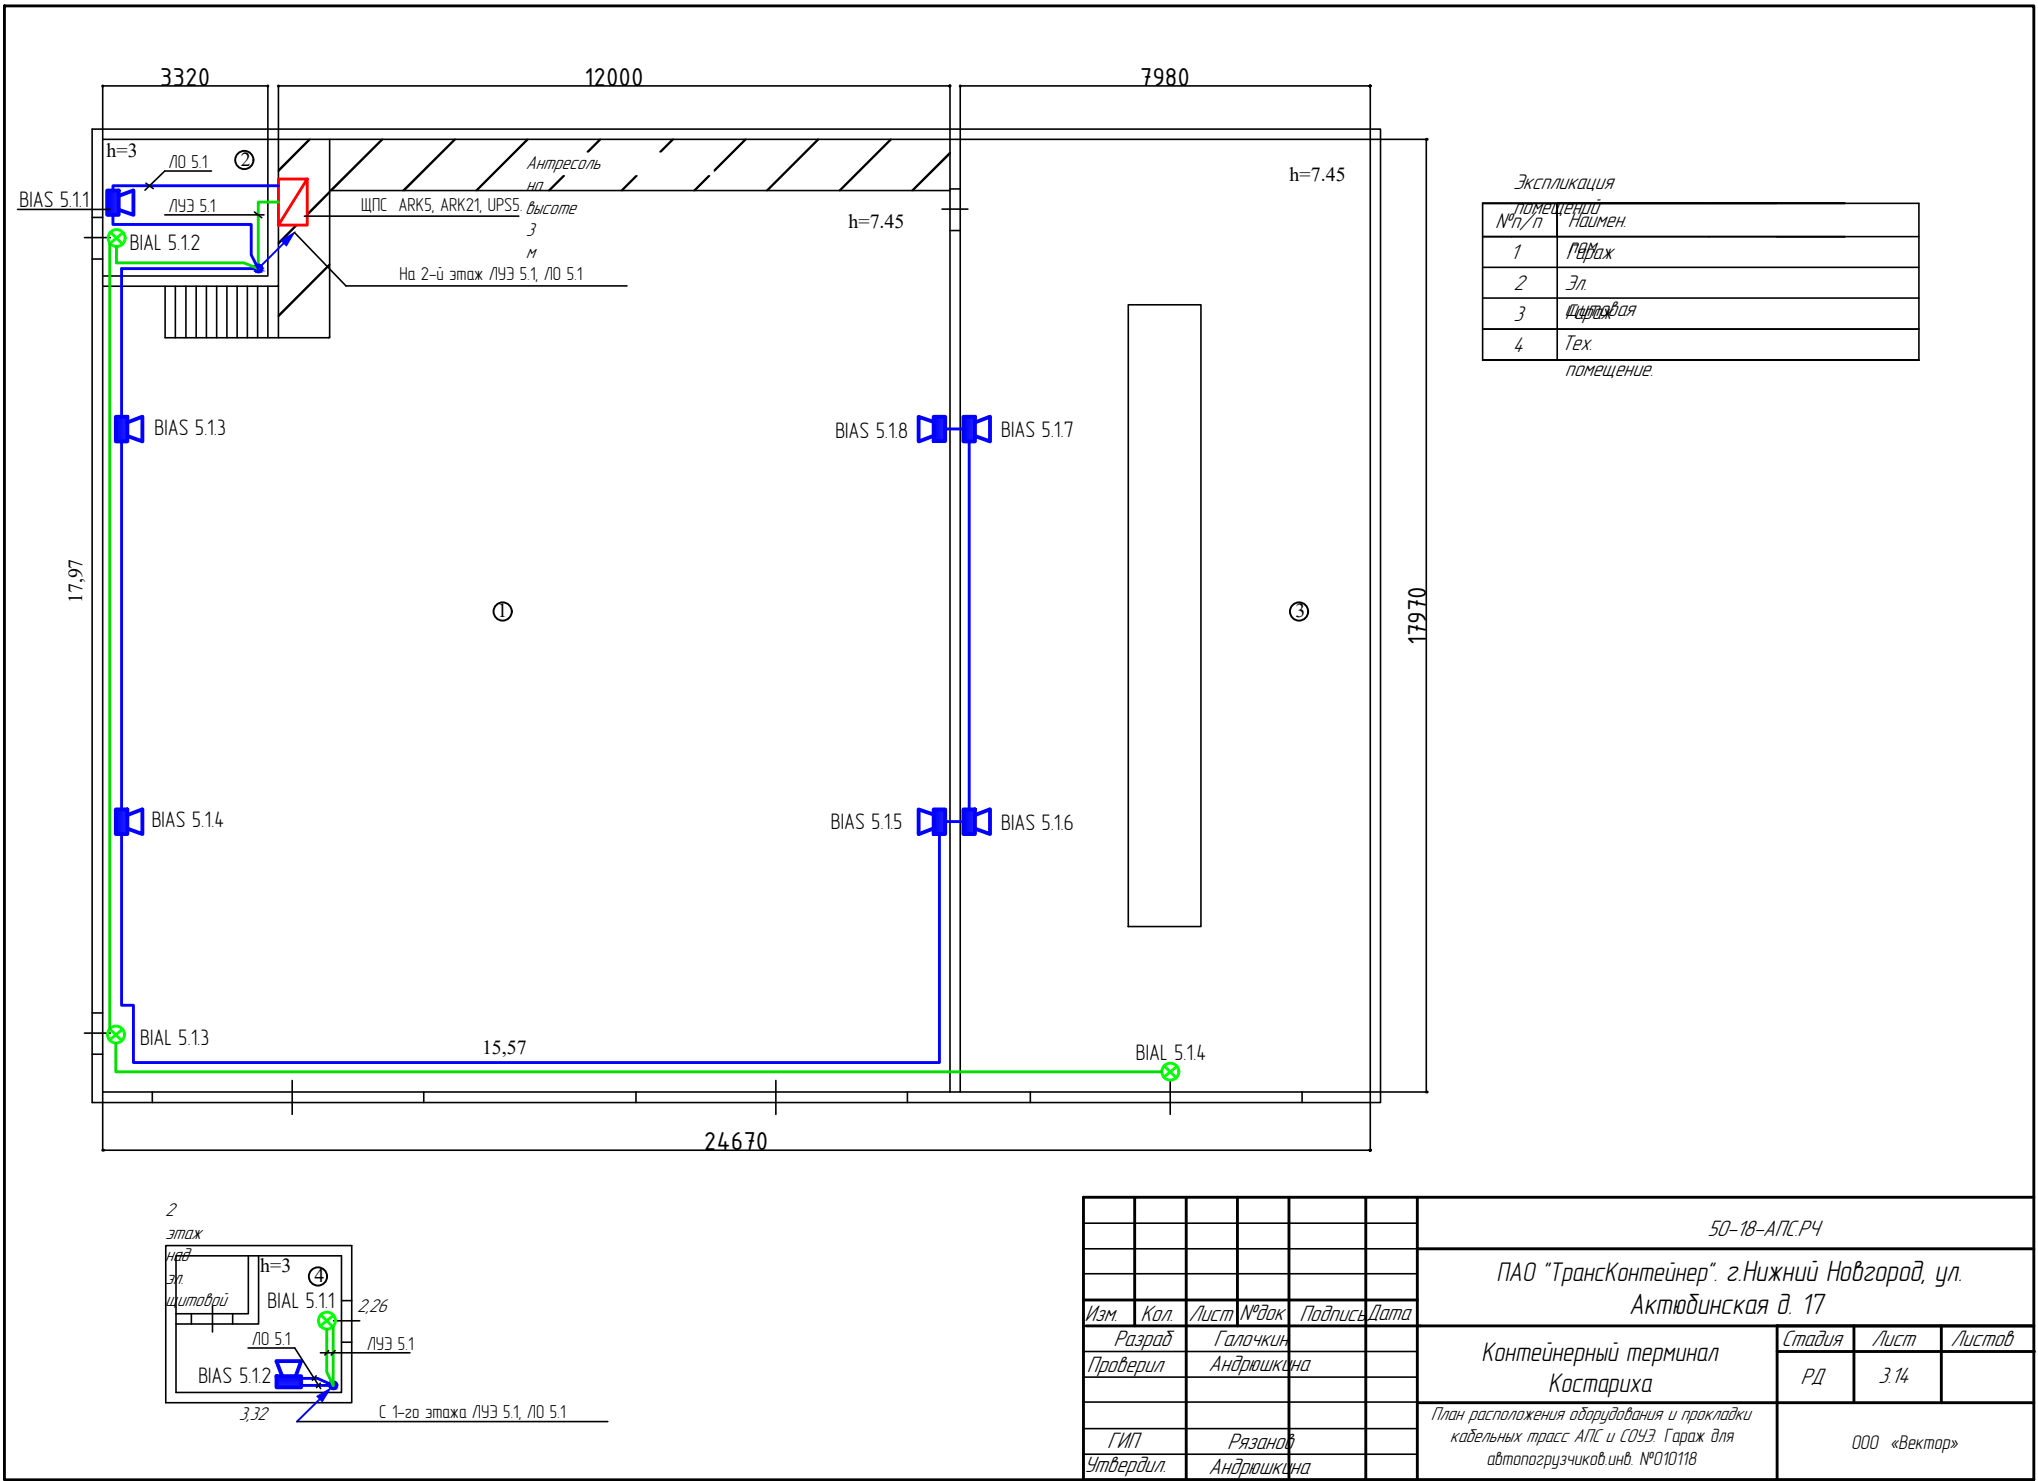 3320
12000
7980
h=3
ЛО 5.1
2
Антресоль
на
высоте
3
м
h=7.45
h=7.45
BIAS 5.1.1
ЛУЭ 5.1
ЩПС ARK5, ARK21, UPS5.
BIAL 5.1.2
На 2-й этаж ЛУЭ 5.1, ЛО 5.1
Экспликация
помещений
№п/п Наимен.
пом.
1 Гараж
2 Эл.
щитовая
3 Гараж
4 Тех.
помещение.
BIAS 5.1.3
BIAS 5.1.8
BIAS 5.1.7
17,97
1
3
17970
BIAS 5.1.4
BIAS 5.1.5
BIAS 5.1.6
BIAL 5.1.3
15,57
BIAL 5.1.4
24670
2
этаж
над
эл.
щитовой
h=3
4
BIAL 5.1.1
2,26
ЛО 5.1
ЛУЭ 5.1
BIAS 5.1.2
3,32
С 1-го этажа ЛУЭ 5.1, ЛО 5.1
50-18-АПС.РЧ
ПАО "ТрансКонтейнер". г.Нижний Новгород, ул.
Актюбинская д. 17
Изм. Кол. Лист №док Подпись Дата
Разраб Галочкин
Проверил Андрюшкина
ГИП Рязанов
Утвердил. Андрюшкина
Контейнерный терминал
Костариха
Стадия Лист Листов
РД 3.14
План расположения оборудования и прокладки
кабельных трасс АПС и СОУЭ. Гараж для
автопогрузчиков.инв. №010118
ООО «Вектор»